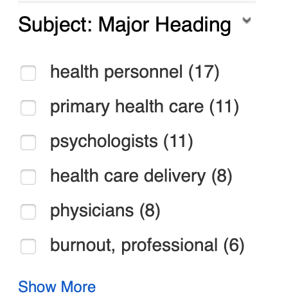 Subject: Major Heading
health personnel (17)
primary health care (11)
psychologists (11)
health care delivery (8)
physicians (8)
burnout, professional (6)
Show More